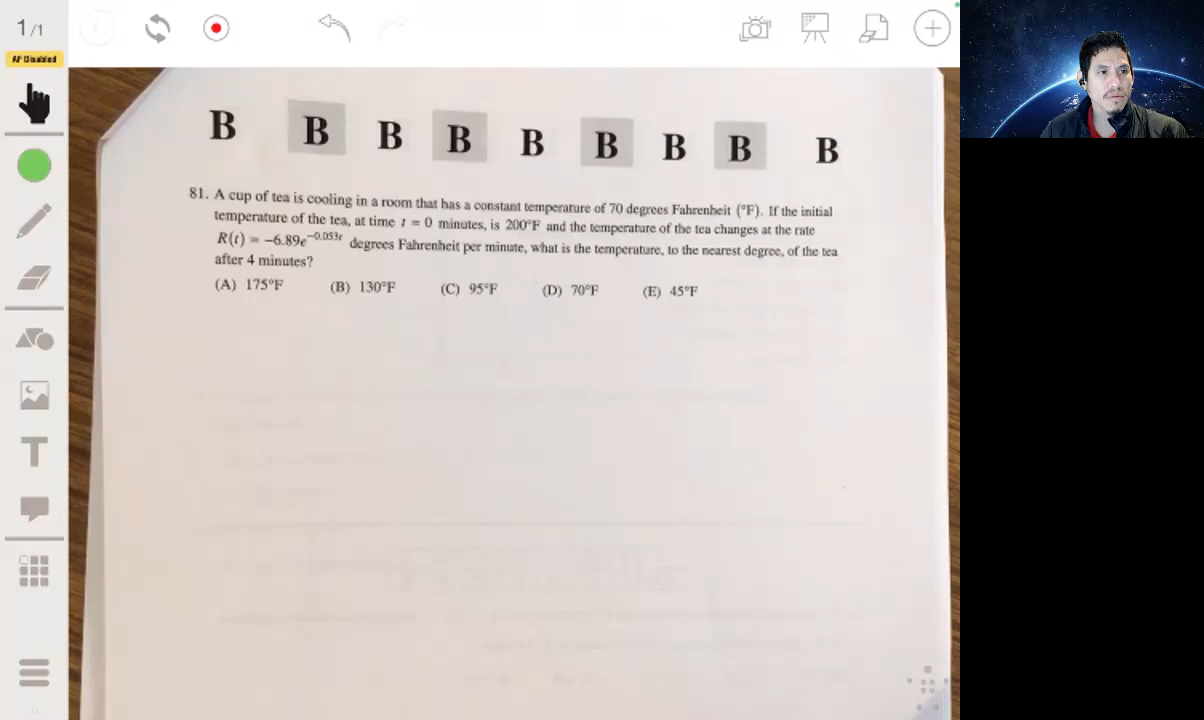 1 /1
AF Disabled
B B B B B B B B B
81. A cup of tea is cooling in a room that has a constant temperature of 70 degrees Fahrenheit (°F). If the initial
temperature of the tea, at time t = 0 minutes, is 200°F and the temperature of the tea changes at the rate
R(t) = −6.89e^−0.053t degrees Fahrenheit per minute, what is the temperature, to the nearest degree, of the tea
after 4 minutes?
(A) 175°F (B) 130°F (C) 95°F (D) 70°F (E) 45°F
T